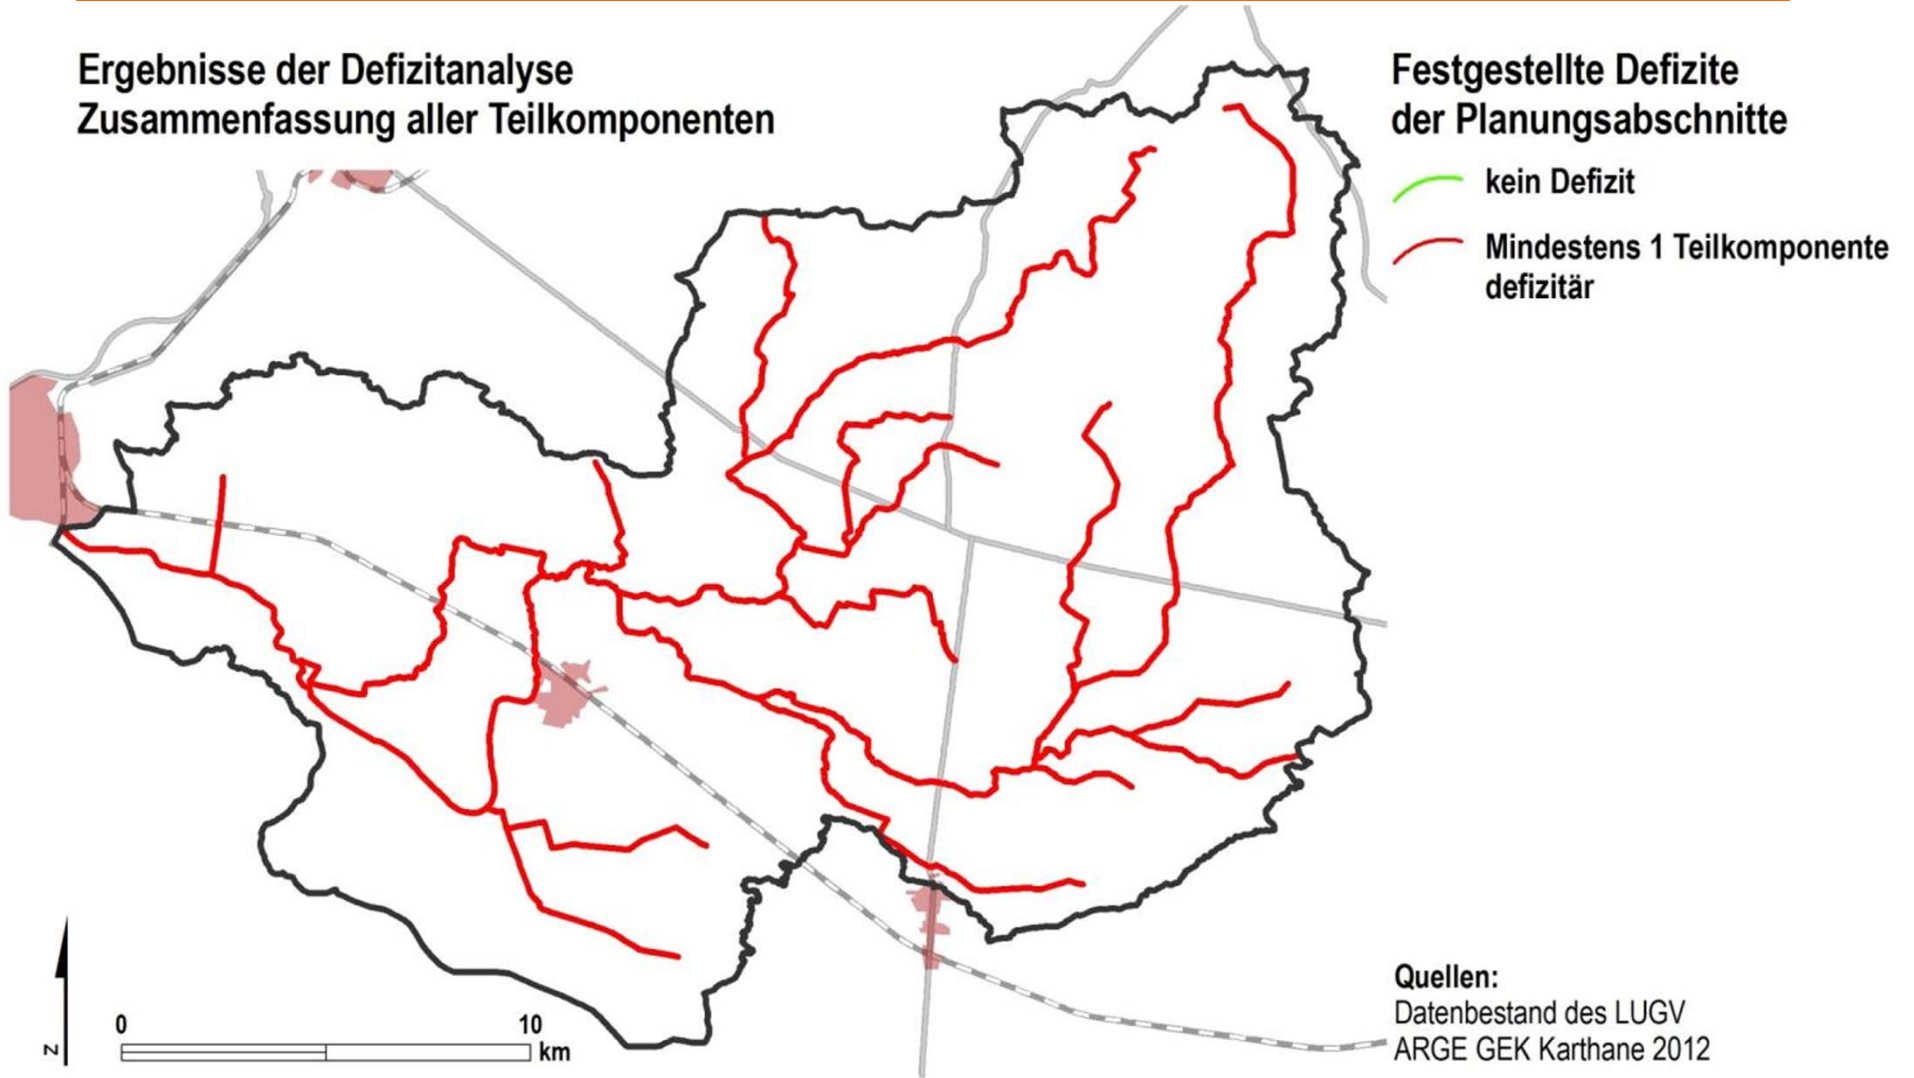 Ergebnisse der Defizitanalyse
Zusammenfassung aller Teilkomponenten
Festgestellte Defizite
der Planungsabschnitte
kein Defizit
Mindestens 1 Teilkomponente
defizitär
N
0 10
km
Quellen:
Datenbestand des LUGV
ARGE GEK Karthane 2012